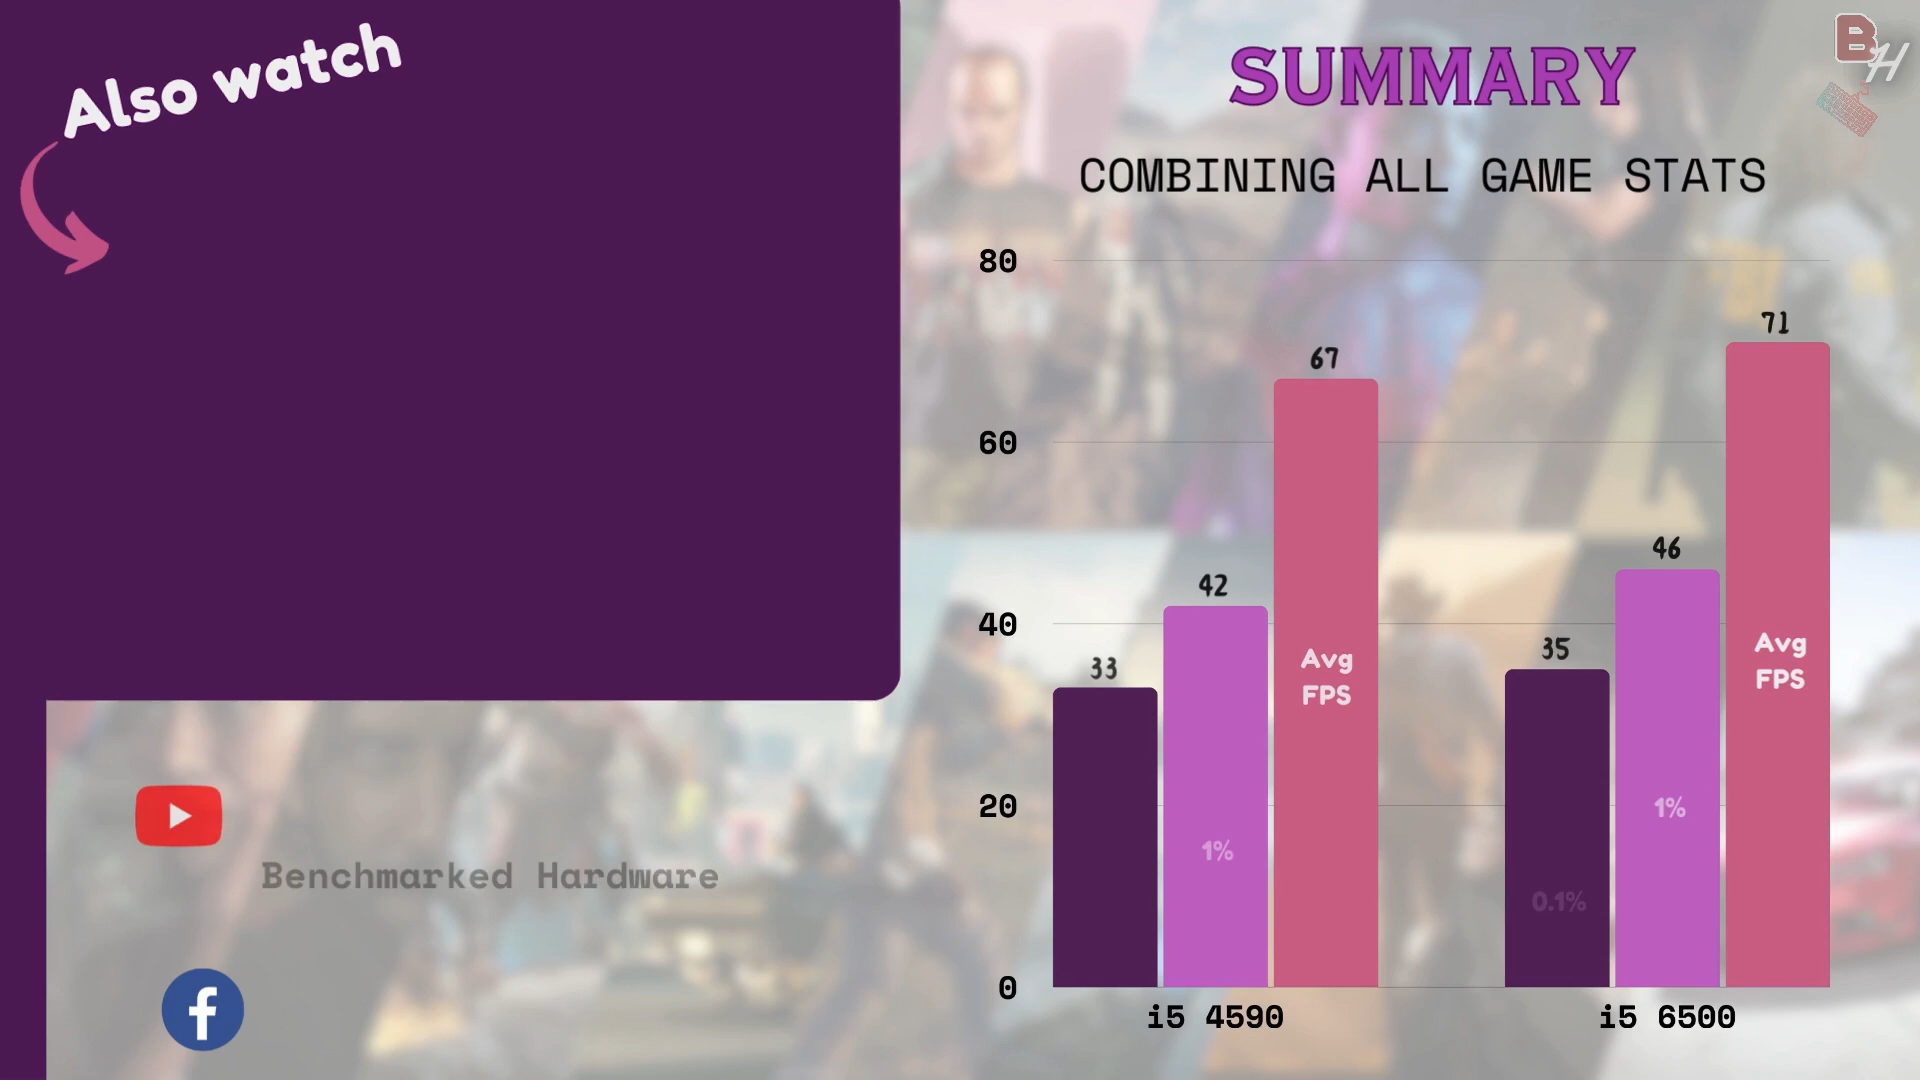 Also watch
BH
SUMMARY
COMBINING ALL GAME STATS
80
60
40
20
0
33
42
67
1%
Avg
FPS
i5 4590
35
46
71
0.1%
1%
Avg
FPS
i5 6500
Benchmarked Hardware